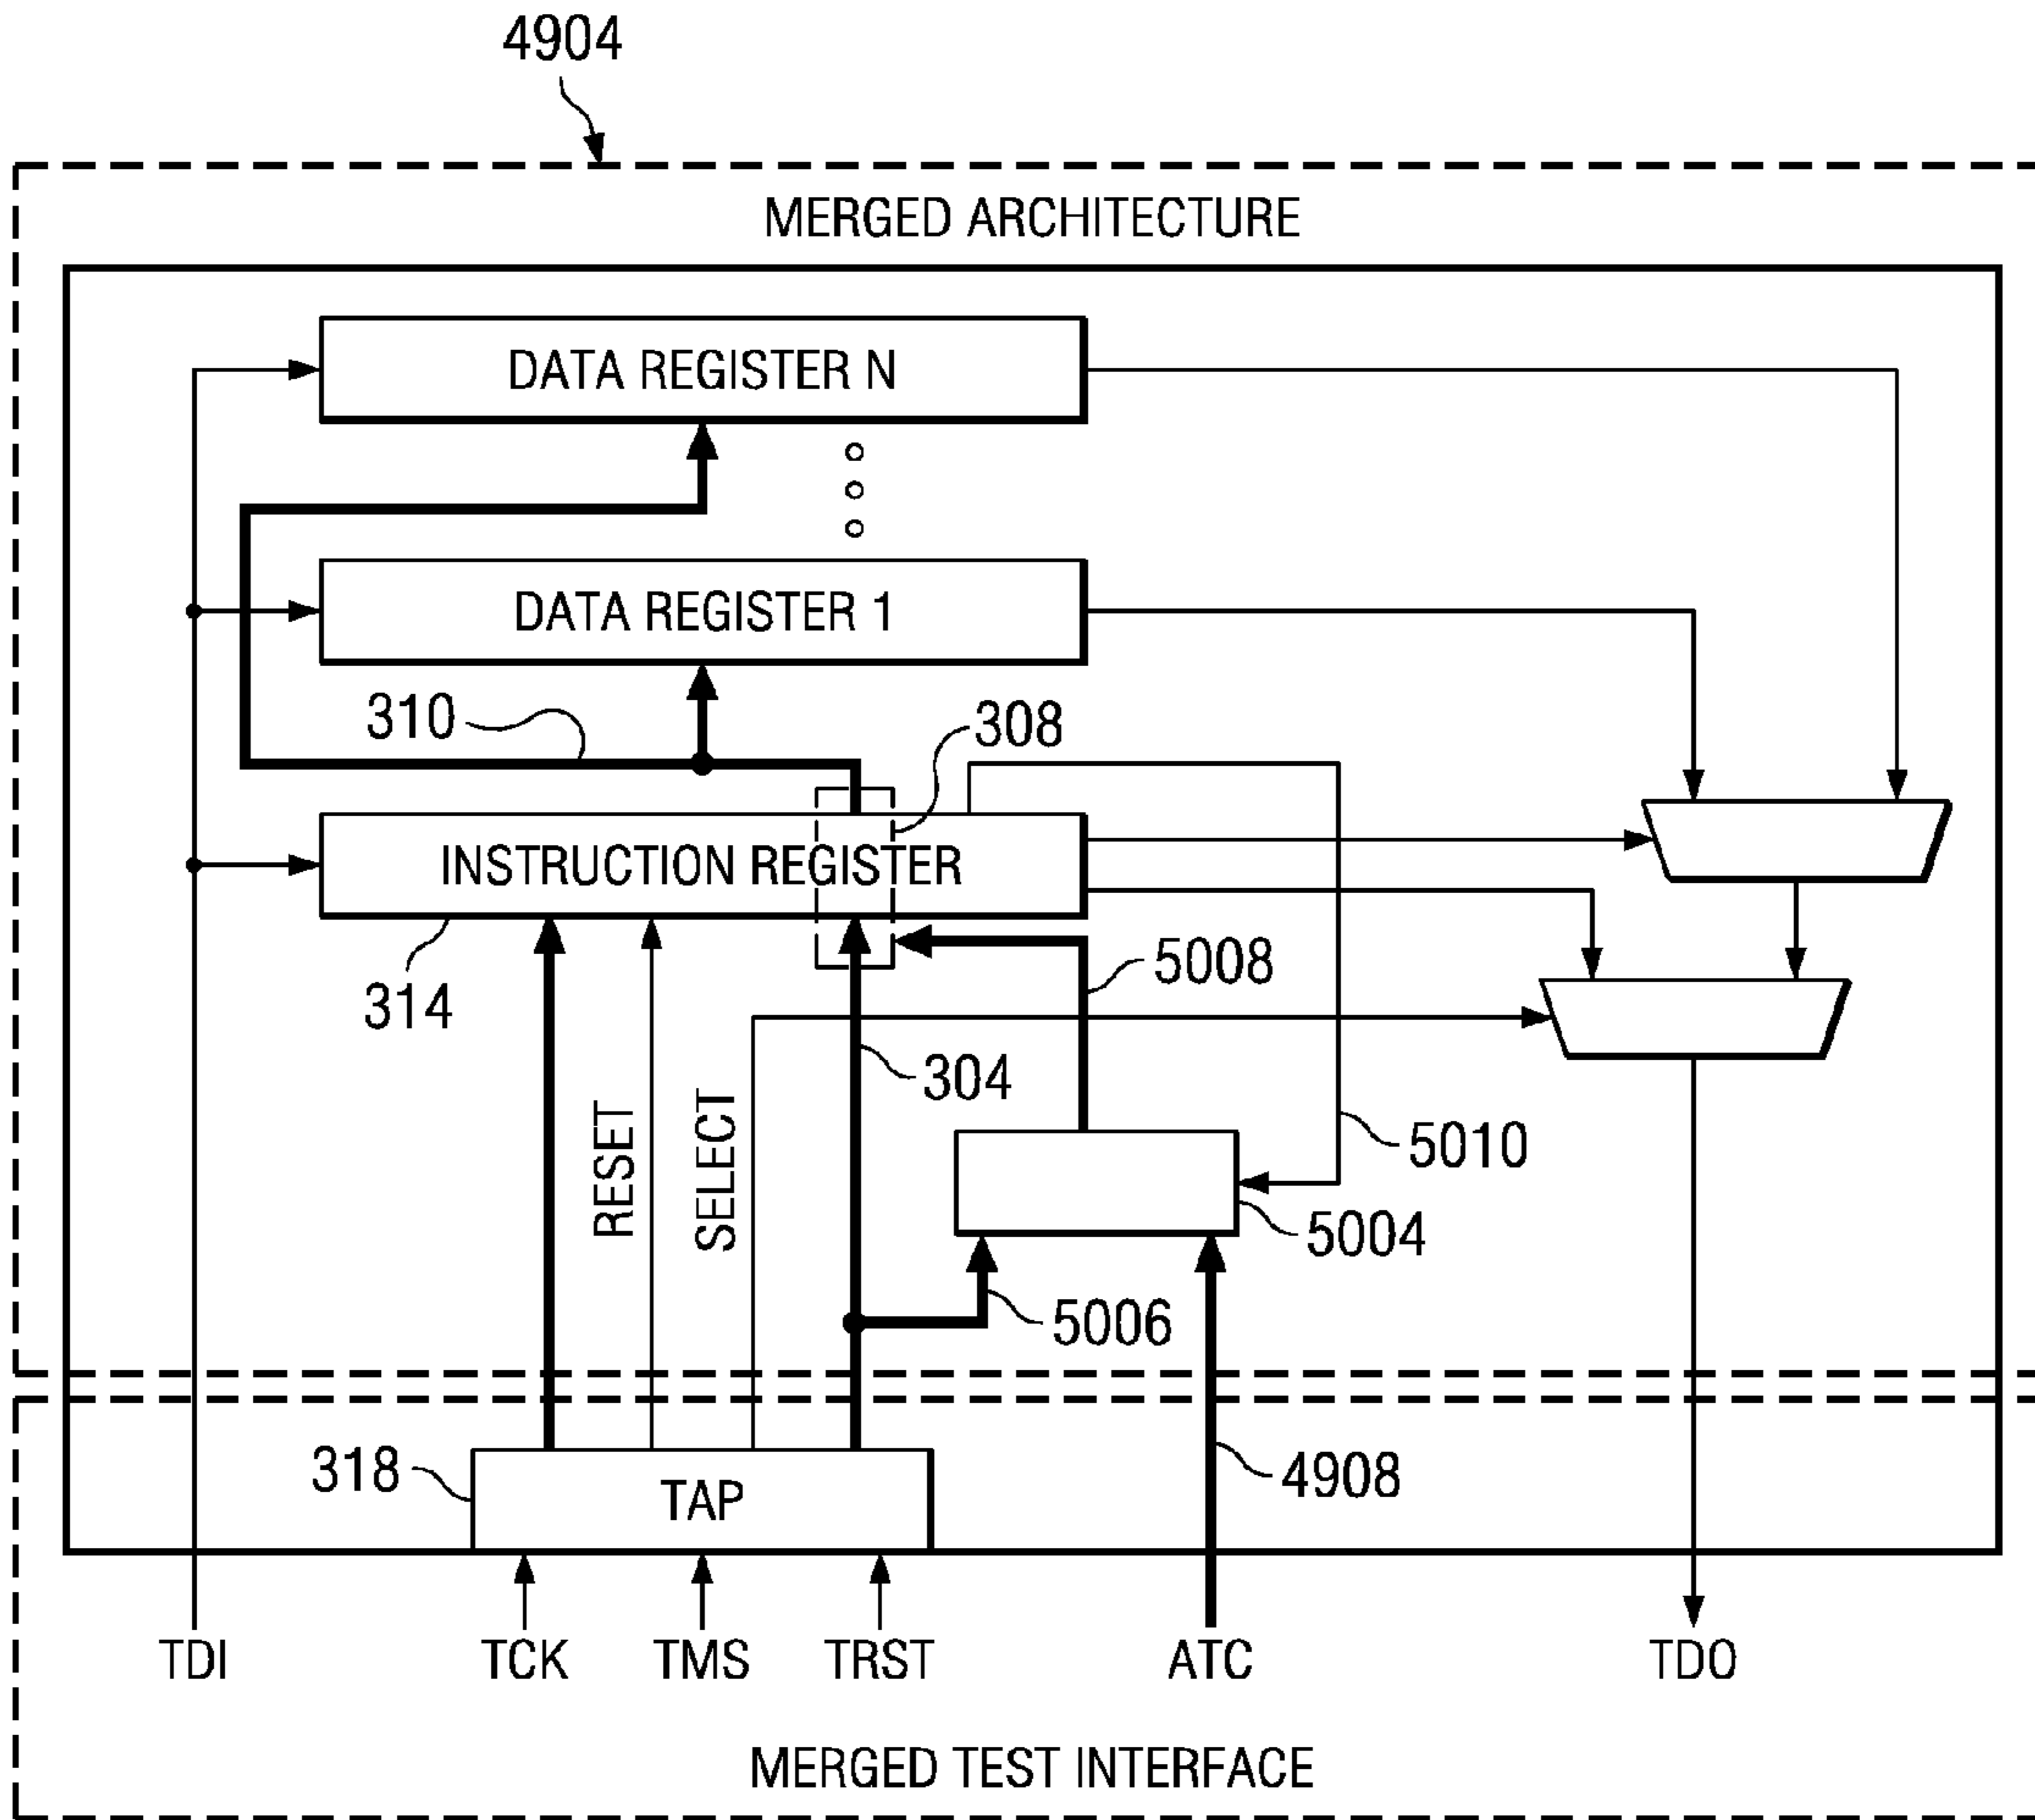 4904
MERGED ARCHITECTURE
DATA REGISTER N
DATA REGISTER 1
310
308
INSTRUCTION REGISTER
314
5008
304
RESET
SELECT
5010
5004
5006
318
TAP
4908
TDI
TCK
TMS
TRST
ATC
TDO
MERGED TEST INTERFACE